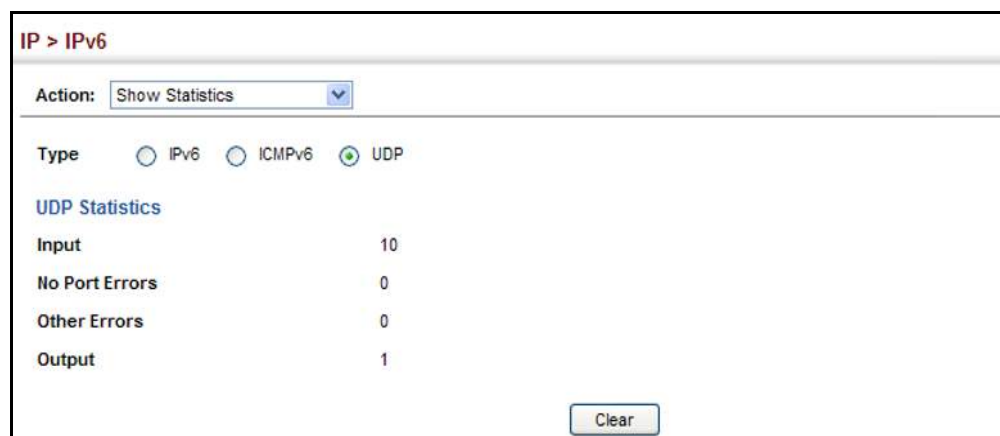 IP > IPv6
Action: Show Statistics
Type IPv6 ICMPv6 UDP
UDP Statistics
Input 10
No Port Errors 0
Other Errors 0
Output 1
Clear